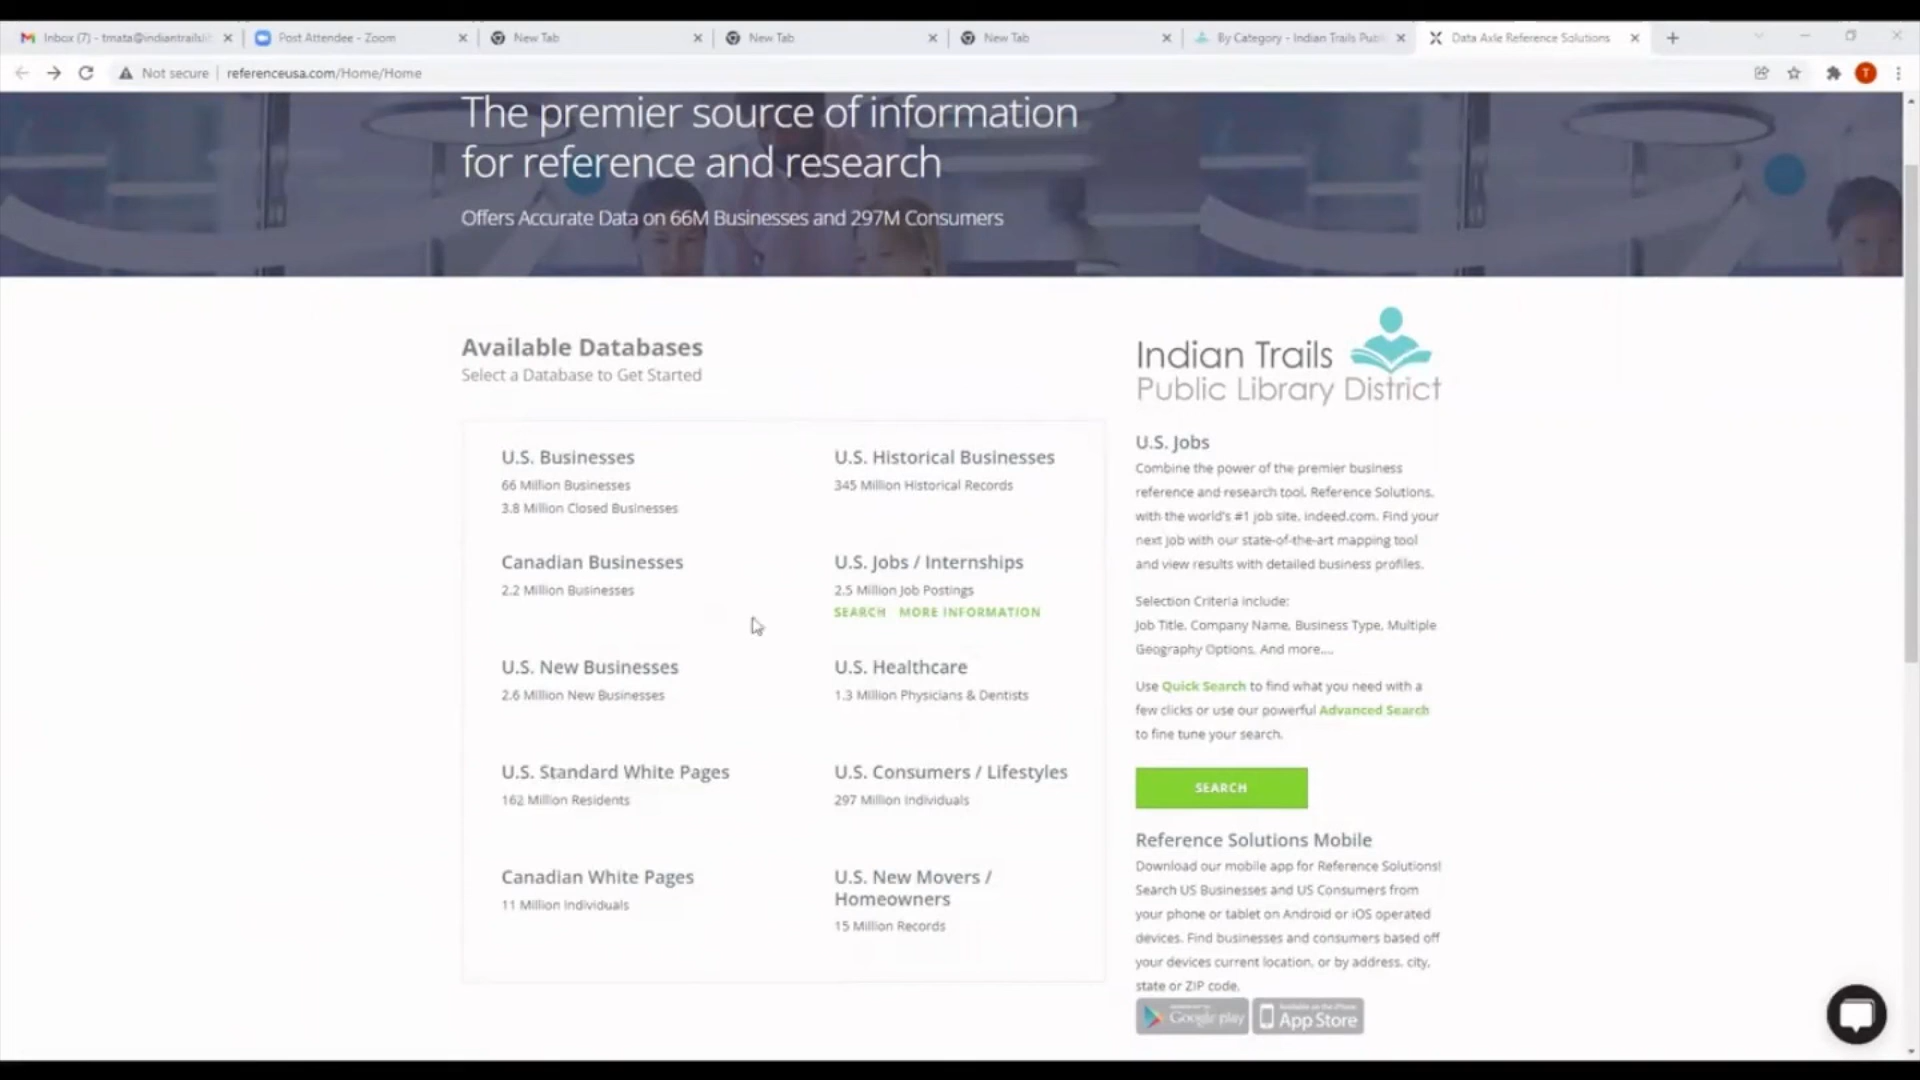 Inbox (7) - tmata@indiantrailslib
Post Attendee - Zoom
New Tab
New Tab
New Tab
By Category - Indian Trails Publi
Data Axle Reference Solutions
Not secure
referenceusa.com/Home/Home
T
The premier source of information
for reference and research
Offers Accurate Data on 66M Businesses and 297M Consumers
Available Databases
Select a Database to Get Started
U.S. Businesses
66 Million Businesses
3.8 Million Closed Businesses
U.S. Historical Businesses
345 Million Historical Records
Canadian Businesses
2.2 Million Businesses
U.S. Jobs / Internships
2.5 Million Job Postings
SEARCH MORE INFORMATION
U.S. New Businesses
2.6 Million New Businesses
U.S. Healthcare
1.3 Million Physicians & Dentists
U.S. Standard White Pages
162 Million Residents
U.S. Consumers / Lifestyles
297 Million Individuals
Canadian White Pages
11 Million Individuals
U.S. New Movers /
Homeowners
15 Million Records
Indian Trails
Public Library District
U.S. Jobs
Combine the power of the premier business
reference and research tool, Reference Solutions,
with the world's #1 job site, indeed.com. Find your
next job with our state-of-the-art mapping tool
and view results with detailed business profiles.
Selection Criteria include:
Job Title, Company Name, Business Type, Multiple
Geography Options, And more....
Use Quick Search to find what you need with a
few clicks or use our powerful Advanced Search
to fine tune your search.
SEARCH
Reference Solutions Mobile
Download our mobile app for Reference Solutions!
Search US Businesses and US Consumers from
your phone or tablet on Android or iOS operated
devices. Find businesses and consumers based off
your devices current location, or by address, city,
state or ZIP code.
Google play
Available on the iPhone
App Store